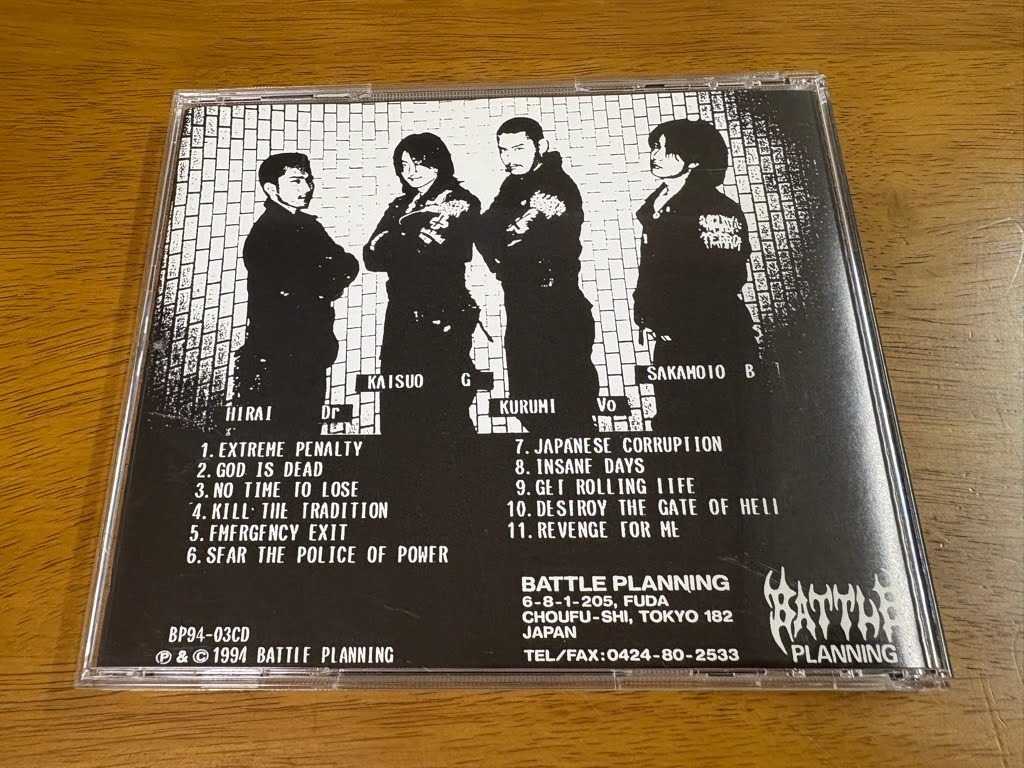 KAISUO G
SAKAMOIO B
HIRAI Dr
KURUMI Vo
1. EXTREME PENALTY
2. GOD IS DEAD
3. NO TIME TO LOSE
4. KILL THE TRADITION
5. EMERGENCY EXIT
6. SFAR THE POLICE OF POWER
7. JAPANESE CORRUPTION
8. INSANE DAYS
9. GET ROLLING LIFE
10. DESTROY THE GATE OF HELL
11. REVENGE FOR ME
BATTLE PLANNING
6-8-1-205, FUDA
CHOUFU-SHI, TOKYO 182
JAPAN
TEL/FAX:0424-80-2533
BP94-03CD
Ⓟ & © 1994 BATTLE PLANNING
BATTLE
PLANNING